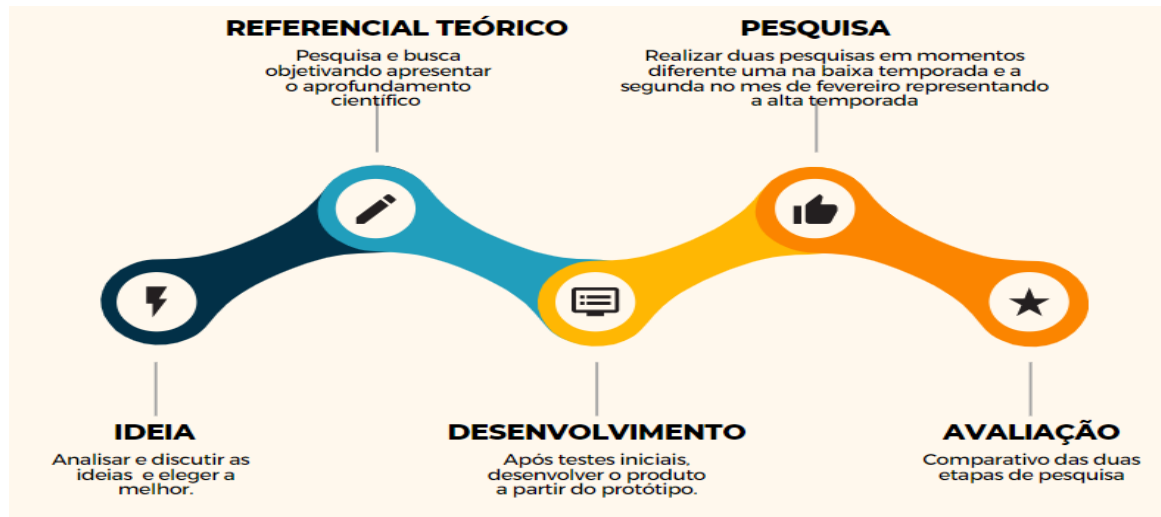 REFERENCIAL TEÓRICO
Pesquisa e busca
objetivando apresentar
o aprofundamento
científico
PESQUISA
Realizar duas pesquisas em momentos
diferente uma na baixa temporada e a
segunda no mes de fevereiro representando
a alta temporada
IDEIA
Analisar e discutir as
ideias e eleger a
melhor.
DESENVOLVIMENTO
Após testes iniciais,
desenvolver o produto
a partir do protótipo.
AVALIAÇÃO
Comparativo das duas
etapas de pesquisa